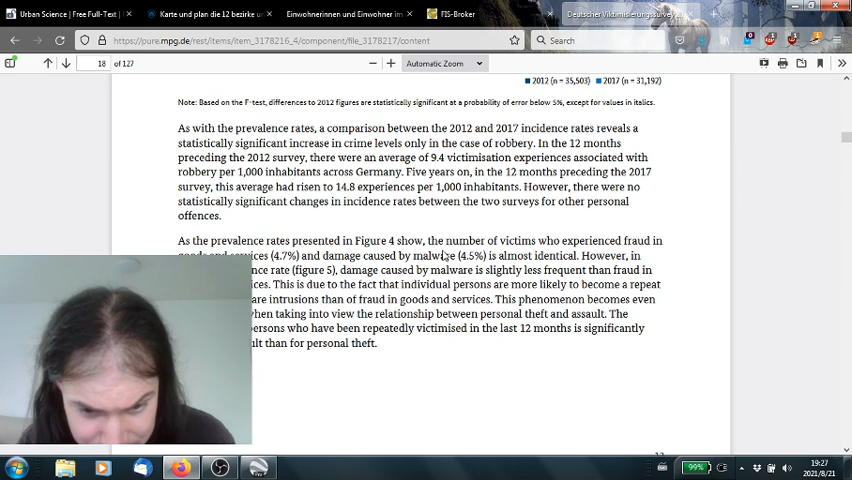 Urban Science | Free Full-Text |
Karte und plan die 12 bezirke un
Einwohnerinnen und Einwohner im
FIS-Broker
Deutscher Viktimisierungssurvey
https://pure.mpg.de/rest/items/item_3178216_4/component/file_3178217/content
Search
18 of 127
Automatic Zoom
2012 (n = 35,503) 2017 (n = 31,192)
Note: Based on the F-test, differences to 2012 figures are statistically significant at a probability of error below 5%, except for values in italics.
As with the prevalence rates, a comparison between the 2012 and 2017 incidence rates reveals a
statistically significant increase in crime levels only in the case of robbery. In the 12 months
preceding the 2012 survey, there were an average of 9.4 victimisation experiences associated with
robbery per 1,000 inhabitants across Germany. Five years on, in the 12 months preceding the 2017
survey, this average had risen to 14.8 experiences per 1,000 inhabitants. However, there were no
statistically significant changes in incidence rates between the two surveys for other personal
offences.
As the prevalence rates presented in Figure 4 show, the number of victims who experienced fraud in
goods and services (4.7%) and damage caused by malware (4.5%) is almost identical. However, in
nce rate (figure 5), damage caused by malware is slightly less frequent than fraud in
ices. This is due to the fact that individual persons are more likely to become a repeat
are intrusions than of fraud in goods and services. This phenomenon becomes even
hen taking into view the relationship between personal theft and assault. The
ersons who have been repeatedly victimised in the last 12 months is significantly
ult than for personal theft.
99%
19:27
2021/8/21